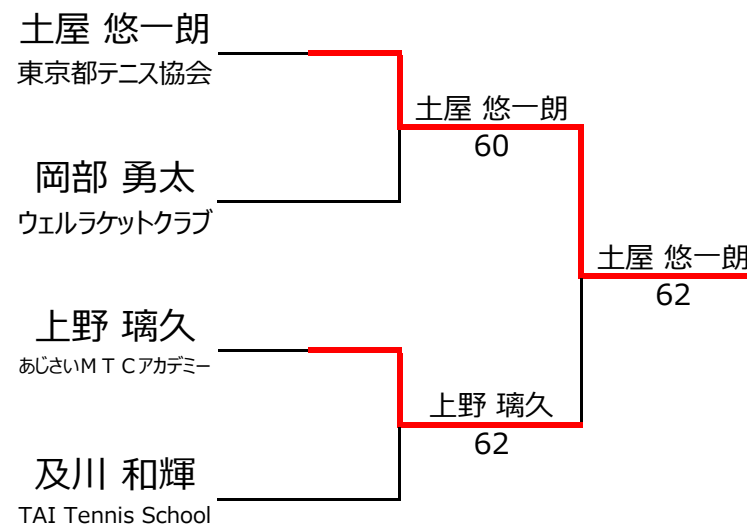 土屋 悠一朗
東京都テニス協会
土屋 悠一朗
60
岡部 勇太
ウェルラケットクラブ
土屋 悠一朗
62
上野 璃久
あじさいMTCアカデミー
上野 璃久
62
及川 和輝
TAI Tennis School